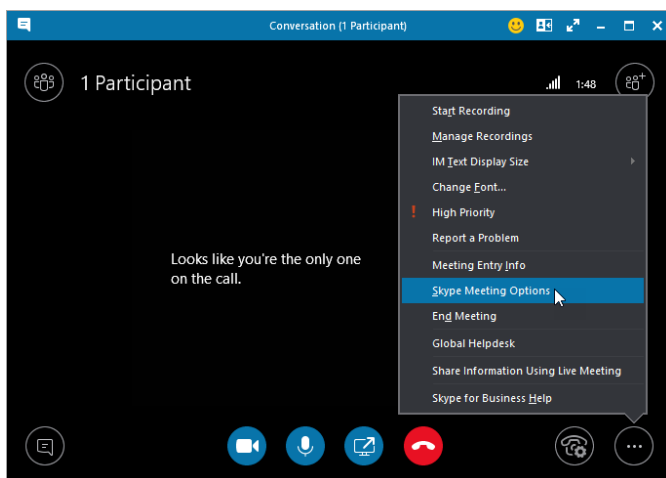 Conversation (1 Participant)
1 Participant
1:48
Start Recording
Manage Recordings
IM Text Display Size
Change Font...
High Priority
Report a Problem
Looks like you're the only one
on the call.
Meeting Entry Info
Skype Meeting Options
End Meeting
Global Helpdesk
Share Information Using Live Meeting
Skype for Business Help